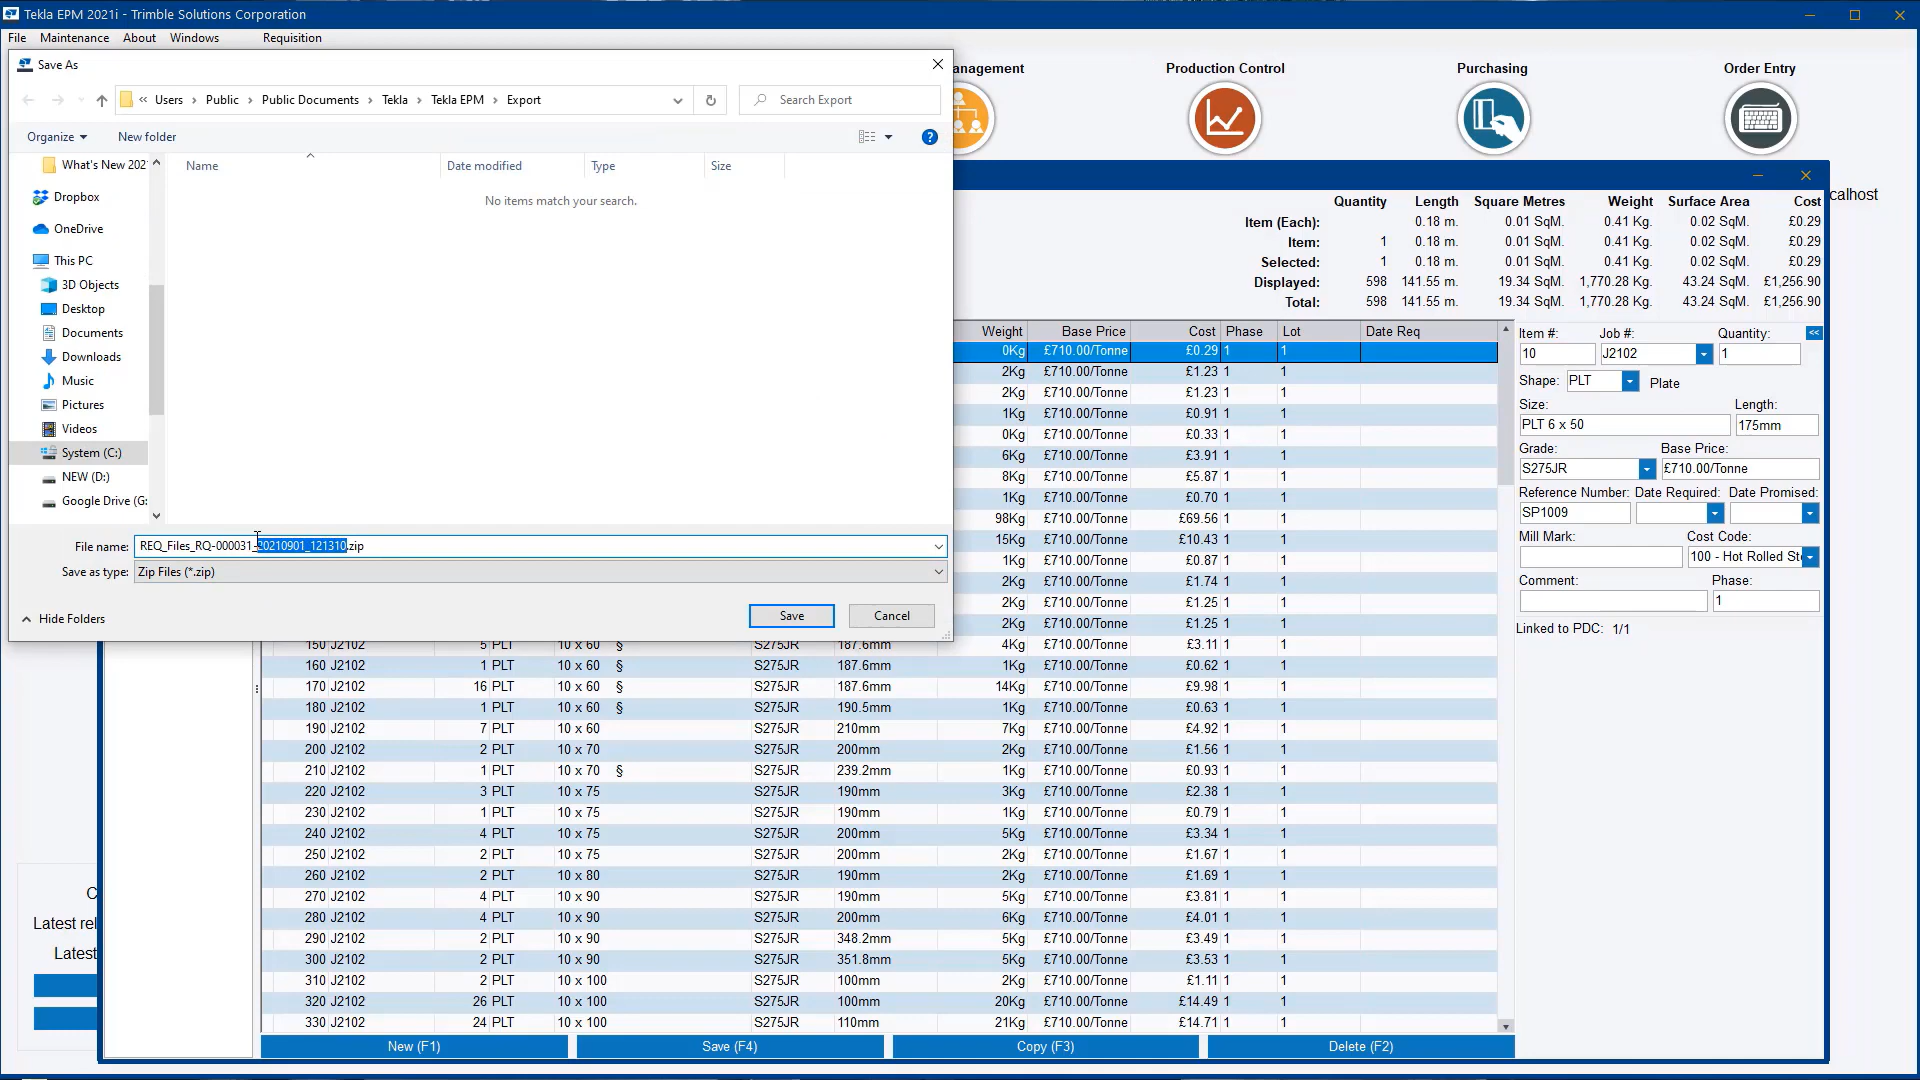 Tekla EPM 2021i - Trimble Solutions Corporation
File Maintenance About Windows Requisition
Save As
« Users › Public › Public Documents › Tekla › Tekla EPM › Export
Search Export
Organize New folder
Name Date modified Type Size
No items match your search.
What's New 202
Dropbox
OneDrive
This PC
3D Objects
Desktop
Documents
Downloads
Music
Pictures
Videos
System (C:)
NEW (D:)
Google Drive (G:
File name: REQ_Files_RQ-000031-20210901_121310.zip
Save as type: Zip Files (*.zip)
Hide Folders Save Cancel
anagement Production Control Purchasing Order Entry
calhost
Quantity Length Square Metres Weight Surface Area Cost
Item (Each): 0.18 m. 0.01 SqM. 0.41 Kg. 0.02 SqM. £0.29
Item: 1 0.18 m. 0.01 SqM. 0.41 Kg. 0.02 SqM. £0.29
Selected: 1 0.18 m. 0.01 SqM. 0.41 Kg. 0.02 SqM. £0.29
Displayed: 598 141.55 m. 19.34 SqM. 1,770.28 Kg. 43.24 SqM. £1,256.90
Total: 598 141.55 m. 19.34 SqM. 1,770.28 Kg. 43.24 SqM. £1,256.90
Weight Base Price Cost Phase Lot Date Req
0Kg £710.00/Tonne £0.29 1 1
2Kg £710.00/Tonne £1.23 1 1
2Kg £710.00/Tonne £1.23 1 1
1Kg £710.00/Tonne £0.91 1 1
0Kg £710.00/Tonne £0.33 1 1
6Kg £710.00/Tonne £3.91 1 1
8Kg £710.00/Tonne £5.87 1 1
1Kg £710.00/Tonne £0.70 1 1
98Kg £710.00/Tonne £69.56 1 1
15Kg £710.00/Tonne £10.43 1 1
1Kg £710.00/Tonne £0.87 1 1
2Kg £710.00/Tonne £1.74 1 1
2Kg £710.00/Tonne £1.25 1 1
2Kg £710.00/Tonne £1.25 1 1
150 J2102 5 PLT 10 x 60 § S275JR 187.6mm 4Kg £710.00/Tonne £3.11 1 1
160 J2102 1 PLT 10 x 60 § S275JR 187.6mm 1Kg £710.00/Tonne £0.62 1 1
170 J2102 16 PLT 10 x 60 § S275JR 187.6mm 14Kg £710.00/Tonne £9.98 1 1
180 J2102 1 PLT 10 x 60 § S275JR 190.5mm 1Kg £710.00/Tonne £0.63 1 1
190 J2102 7 PLT 10 x 60 S275JR 210mm 7Kg £710.00/Tonne £4.92 1 1
200 J2102 2 PLT 10 x 70 S275JR 200mm 2Kg £710.00/Tonne £1.56 1 1
210 J2102 1 PLT 10 x 70 § S275JR 239.2mm 1Kg £710.00/Tonne £0.93 1 1
220 J2102 3 PLT 10 x 75 S275JR 190mm 3Kg £710.00/Tonne £2.38 1 1
230 J2102 1 PLT 10 x 75 S275JR 190mm 1Kg £710.00/Tonne £0.79 1 1
240 J2102 4 PLT 10 x 75 S275JR 200mm 5Kg £710.00/Tonne £3.34 1 1
250 J2102 2 PLT 10 x 75 S275JR 200mm 2Kg £710.00/Tonne £1.67 1 1
260 J2102 2 PLT 10 x 80 S275JR 190mm 2Kg £710.00/Tonne £1.69 1 1
270 J2102 4 PLT 10 x 90 S275JR 190mm 5Kg £710.00/Tonne £3.81 1 1
280 J2102 4 PLT 10 x 90 S275JR 200mm 6Kg £710.00/Tonne £4.01 1 1
290 J2102 2 PLT 10 x 90 S275JR 348.2mm 5Kg £710.00/Tonne £3.49 1 1
300 J2102 2 PLT 10 x 90 S275JR 351.8mm 5Kg £710.00/Tonne £3.53 1 1
310 J2102 2 PLT 10 x 100 S275JR 100mm 2Kg £710.00/Tonne £1.11 1 1
320 J2102 26 PLT 10 x 100 S275JR 100mm 20Kg £710.00/Tonne £14.49 1 1
330 J2102 24 PLT 10 x 100 S275JR 110mm 21Kg £710.00/Tonne £14.71 1 1
New (F1) Save (F4) Copy (F3) Delete (F2)
Item #: Job #: Quantity: <<
10 J2102 1
Shape: PLT Plate
Size: Length:
PLT 6 x 50 175mm
Grade: Base Price:
S275JR £710.00/Tonne
Reference Number: Date Required: Date Promised:
SP1009
Mill Mark: Cost Code:
100 - Hot Rolled St
Comment: Phase:
1
Linked to PDC: 1/1
C
Latest rel
Latest